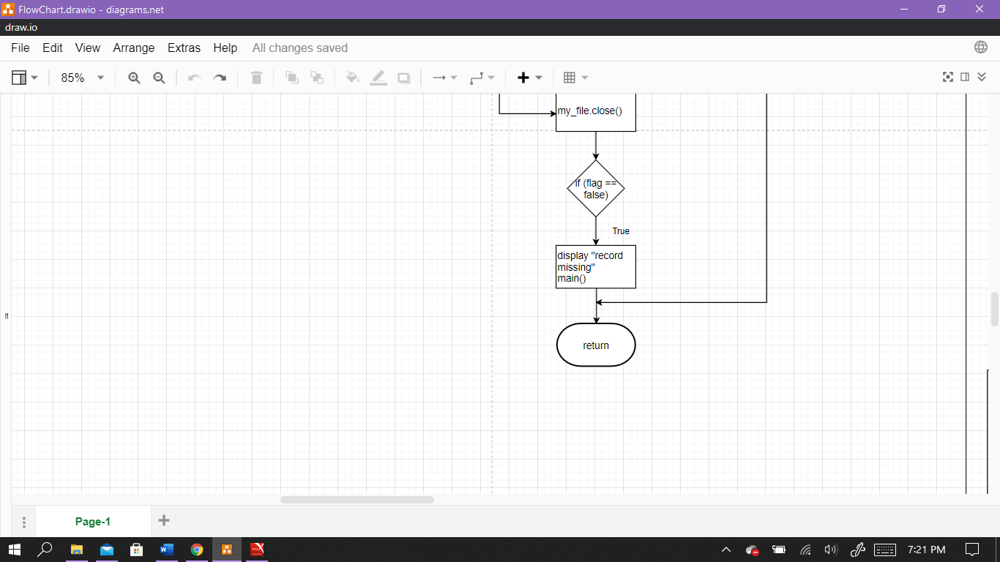 FlowChart.drawio - diagrams.net
draw.io
File Edit View Arrange Extras Help All changes saved
85%
my_file.close()
if (flag ==
false)
True
display "record
missing"
main()
return
Page-1
7:21 PM